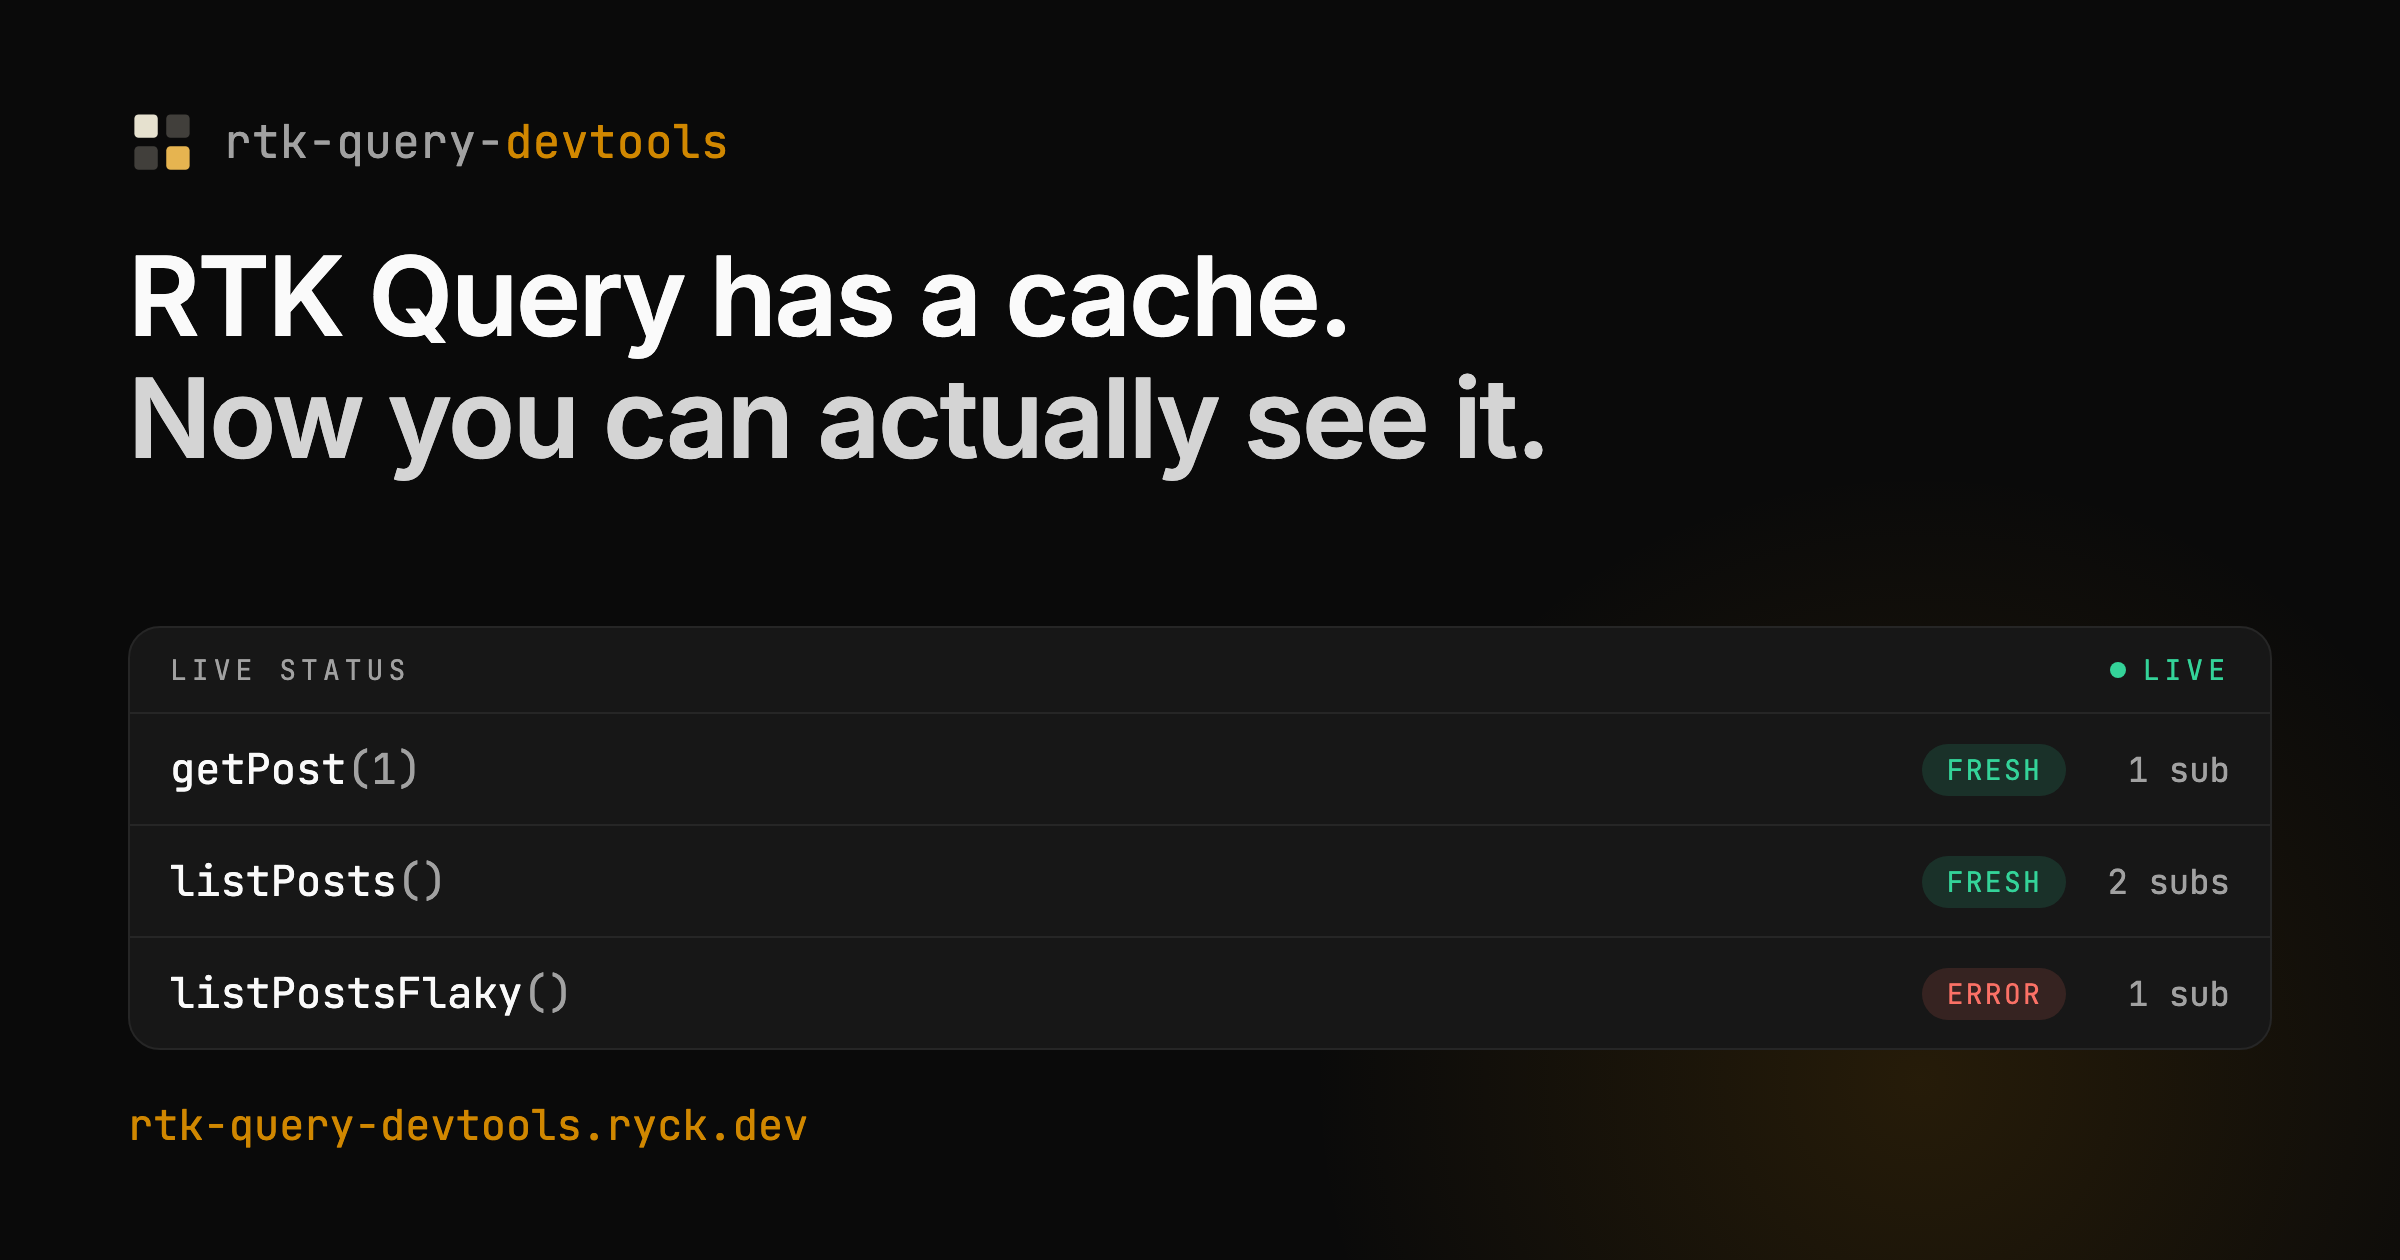 rtk-query-devtools
RTK Query has a cache.
Now you can actually see it.
LIVE STATUS LIVE
getPost(1) FRESH 1 sub
listPosts() FRESH 2 subs
listPostsFlaky() ERROR 1 sub
rtk-query-devtools.ryck.dev